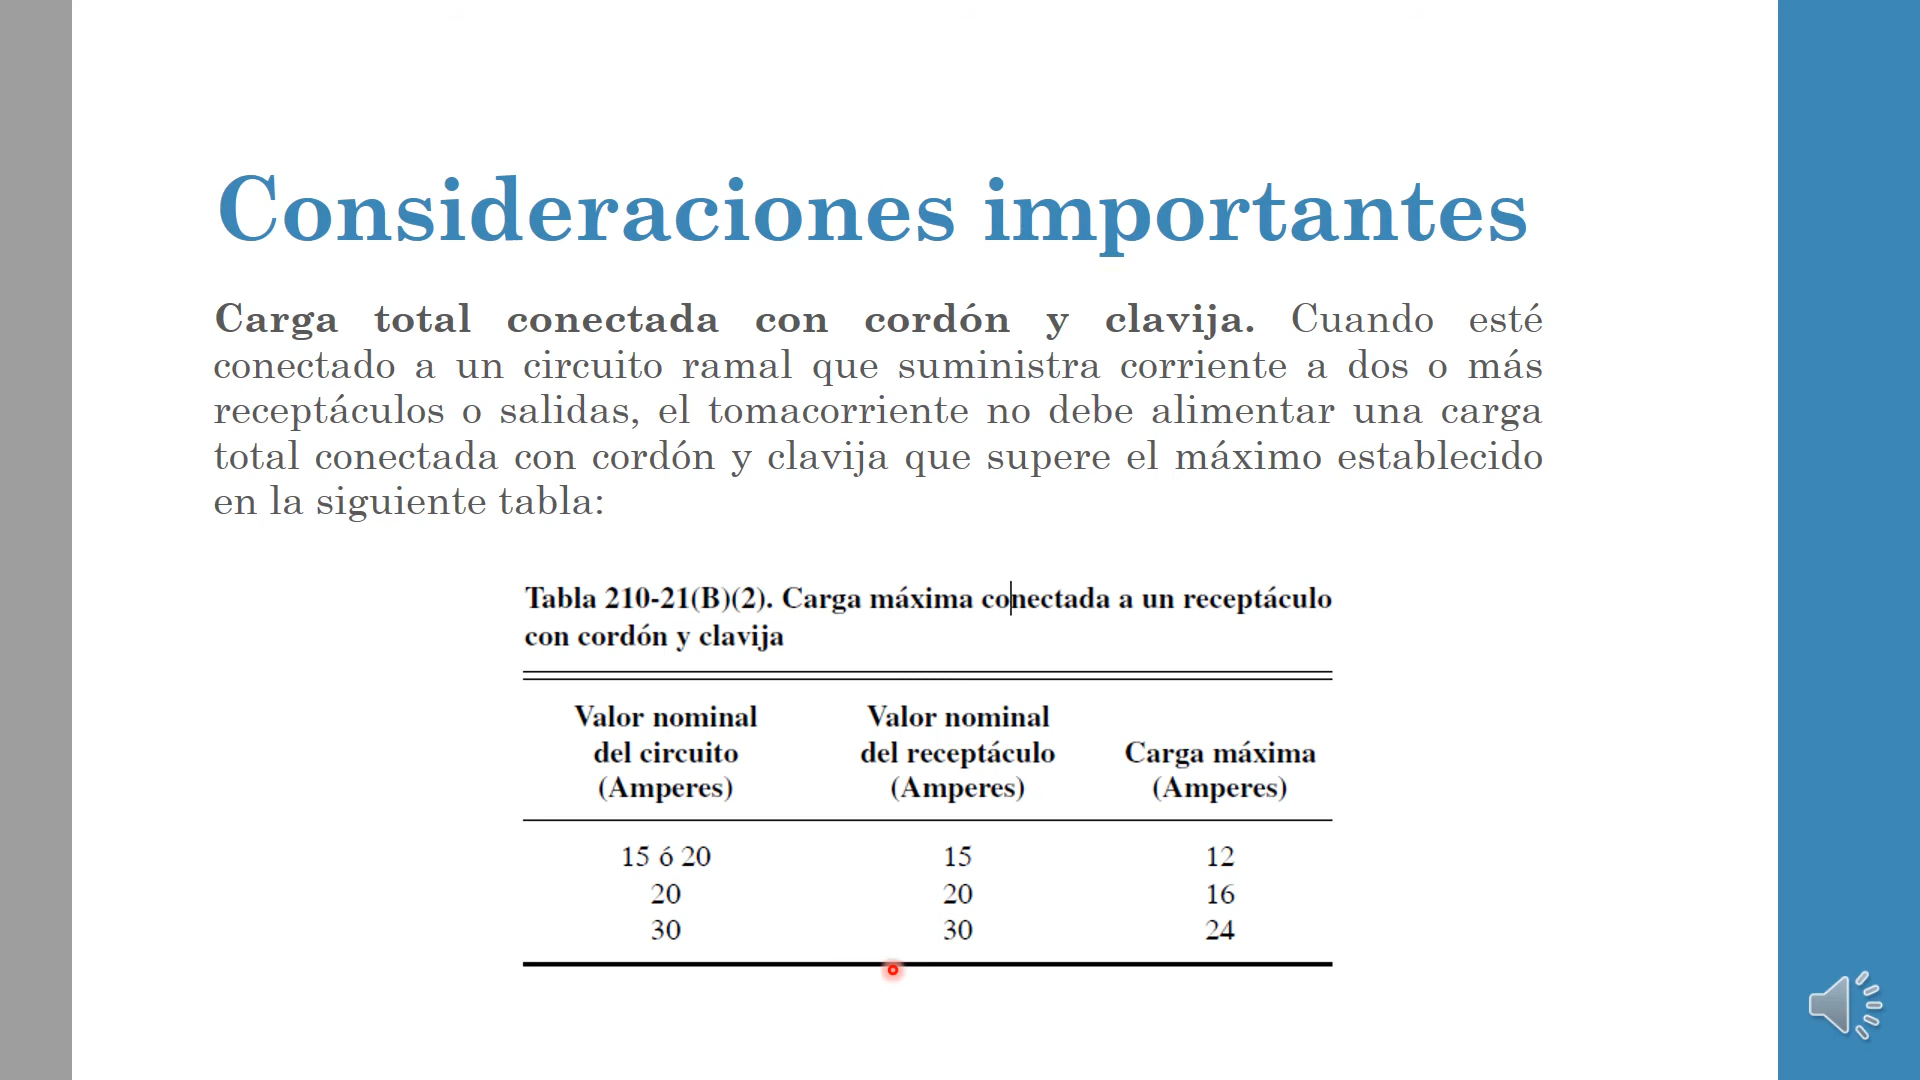 Consideraciones importantes
Carga total conectada con cordón y clavija. Cuando esté
conectado a un circuito ramal que suministra corriente a dos o más
receptáculos o salidas, el tomacorriente no debe alimentar una carga
total conectada con cordón y clavija que supere el máximo establecido
en la siguiente tabla:
Tabla 210-21(B)(2). Carga máxima conectada a un receptáculo
con cordón y clavija
Valor nominal del circuito (Amperes) Valor nominal del receptáculo (Amperes) Carga máxima (Amperes)
15 ó 20 15 12
20 20 16
30 30 24